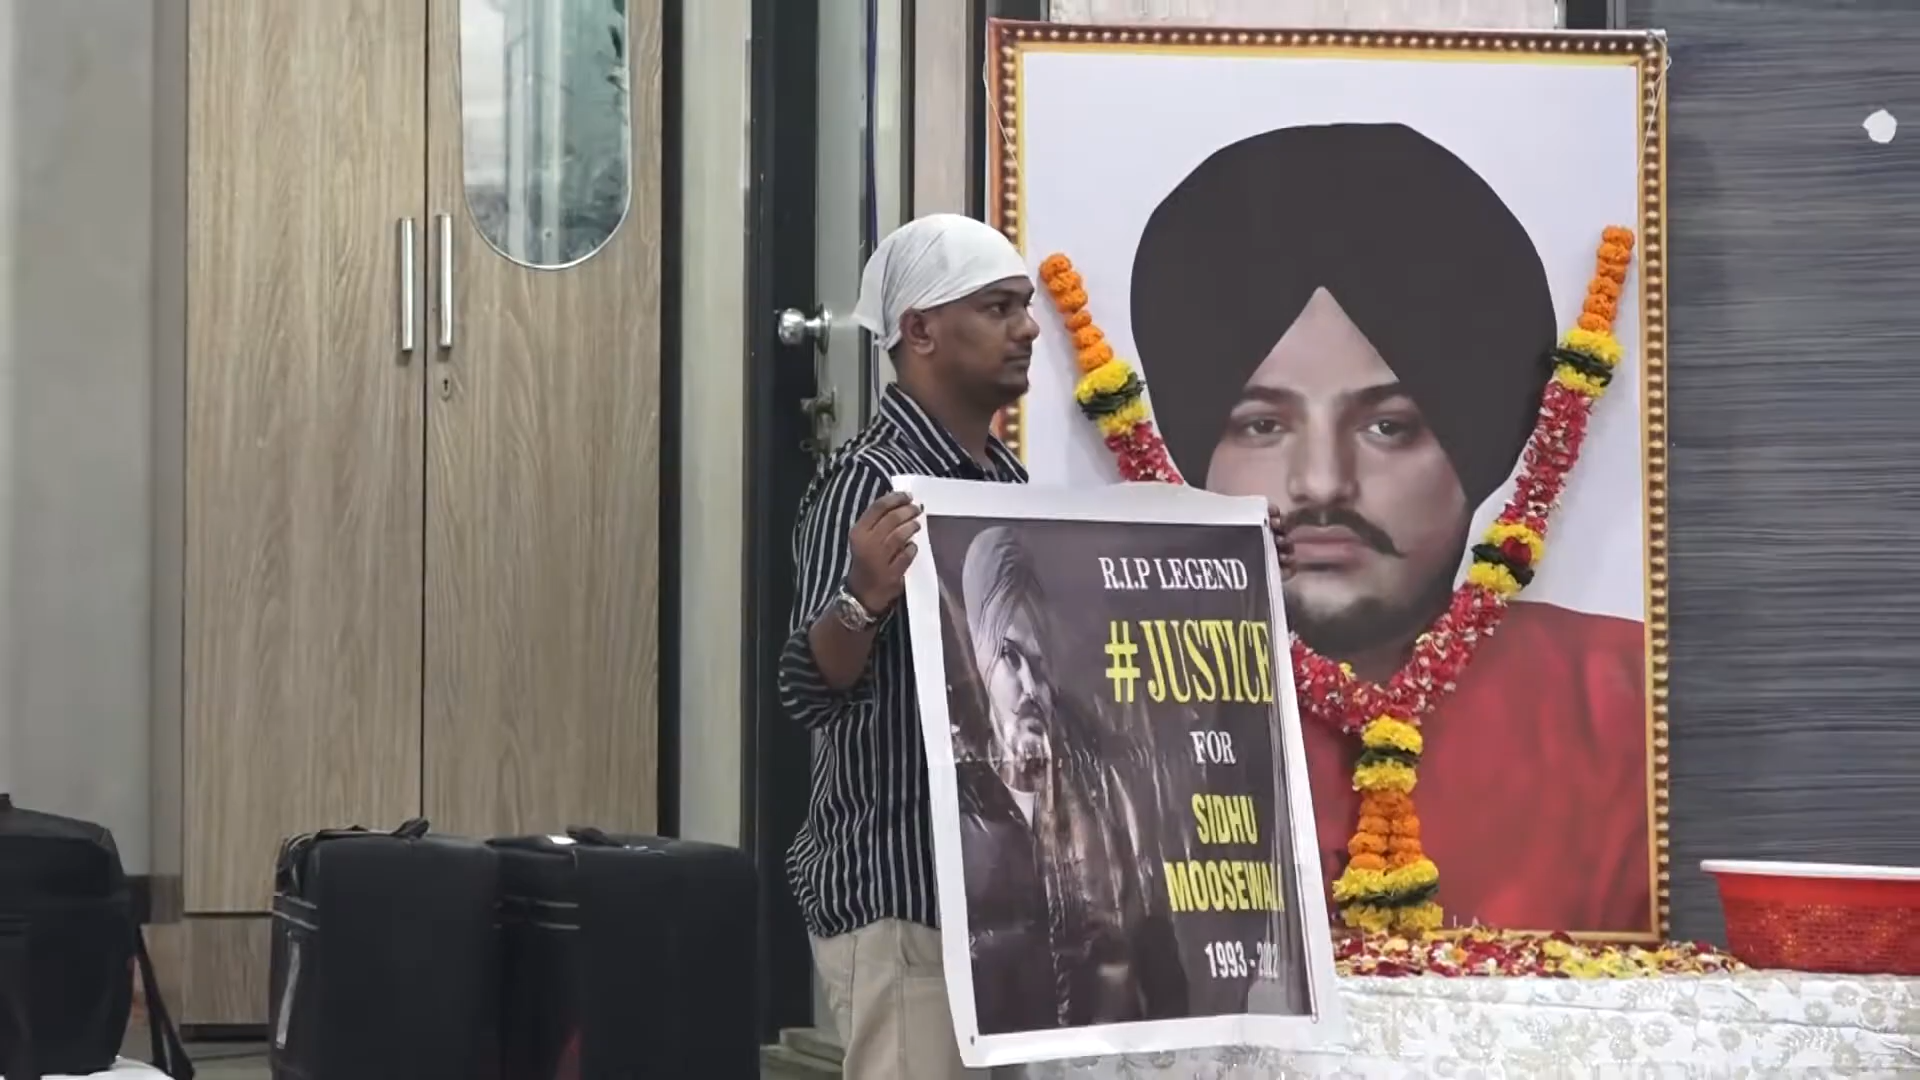 R.I.P LEGEND
#JUSTICE
FOR
SIDHU
MOOSEWALA
1993 - 2022